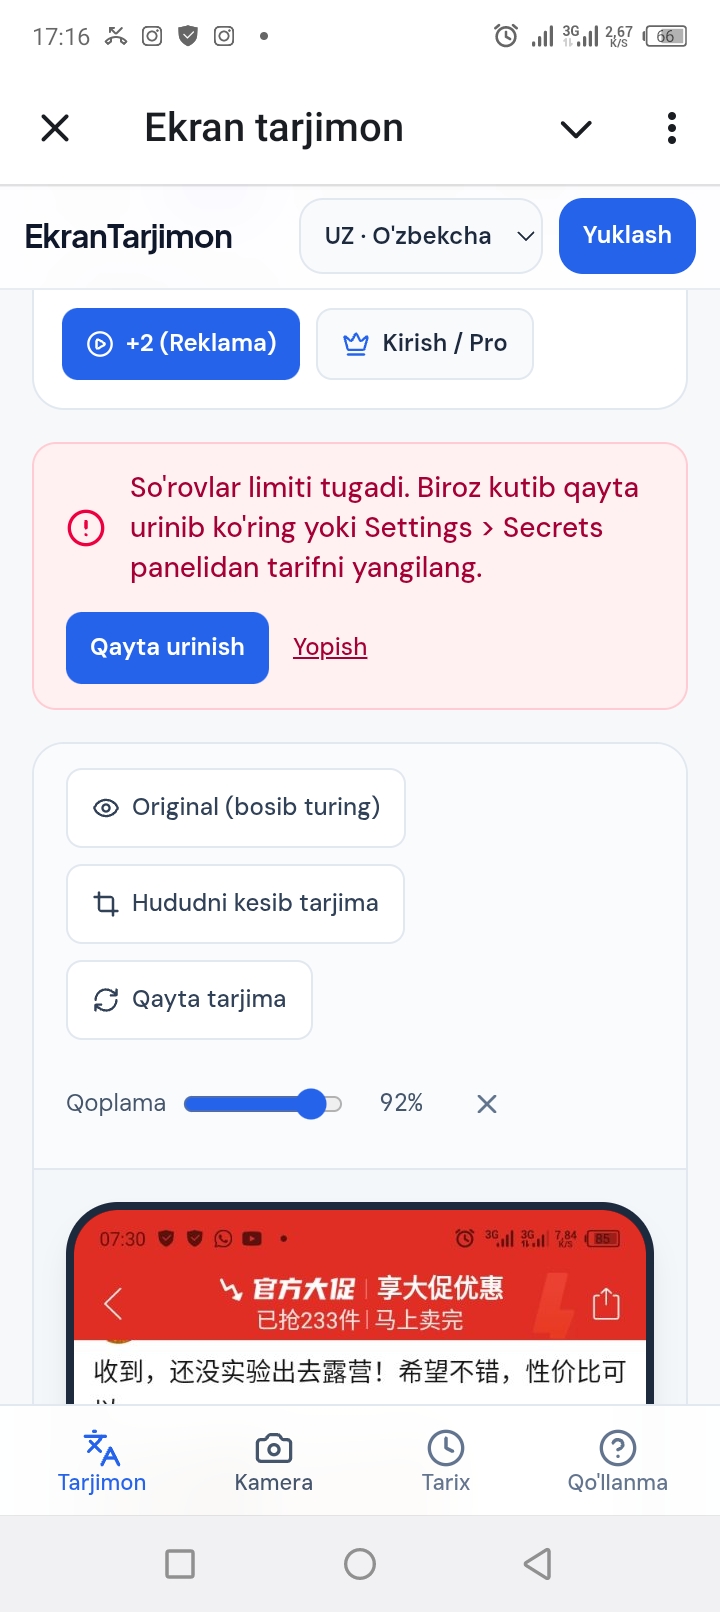 17:16
3G
2,67
K/S
66
Ekran tarjimon
EkranTarjimon
UZ · O'zbekcha
Yuklash
+2 (Reklama)
Kirish / Pro
So'rovlar limiti tugadi. Biroz kutib qayta
urinib ko'ring yoki Settings > Secrets
panelidan tarifni yangilang.
Qayta urinish
Yopish
Original (bosib turing)
Hududni kesib tarjima
Qayta tarjima
Qoplama
92%
07:30
3G
3G
7,84
K/S
85
官方大促 | 享大促优惠
已抢233件 | 马上卖完
收到，还没实验出去露营！希望不错，性价比可
Tarjimon
Kamera
Tarix
Qo'llanma